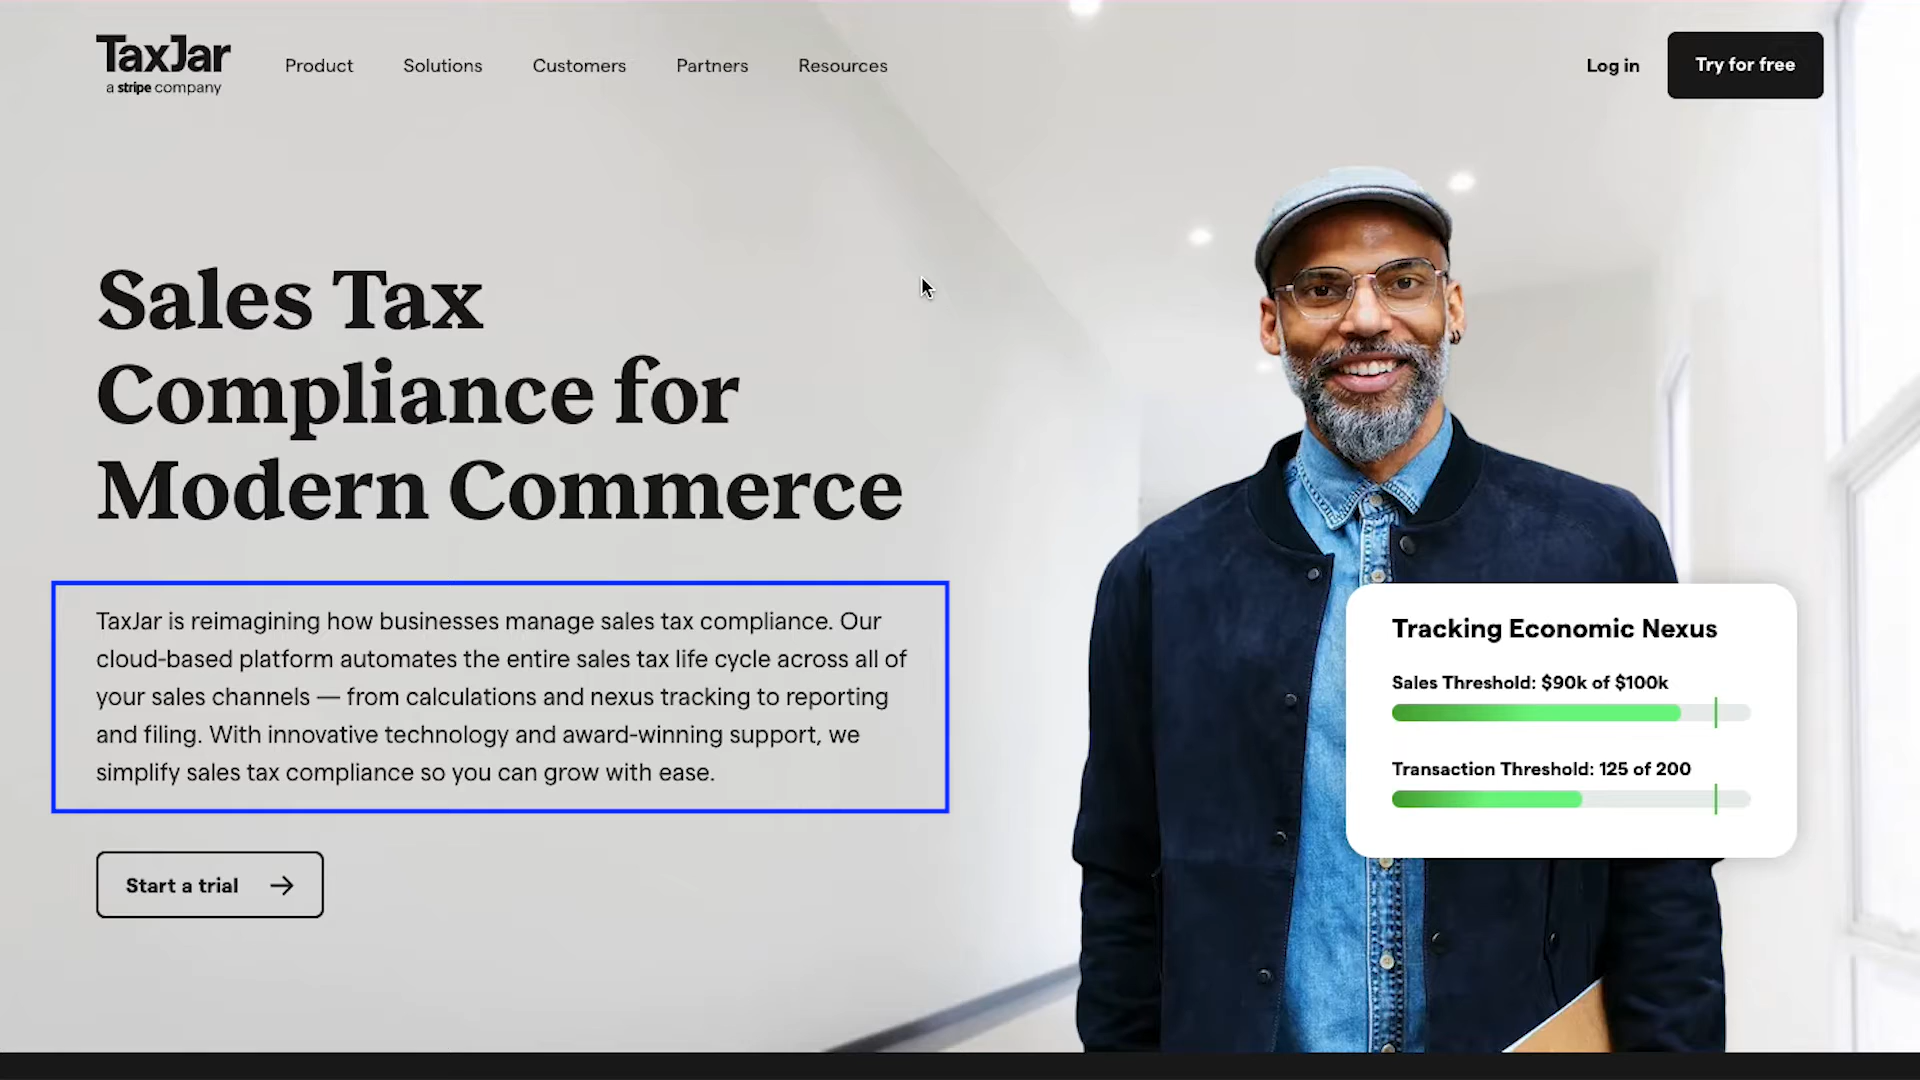 TaxJar
a stripe company
Product
Solutions
Customers
Partners
Resources
Log in
Try for free
Sales Tax
Compliance for
Modern Commerce
TaxJar is reimagining how businesses manage sales tax compliance. Our
cloud-based platform automates the entire sales tax life cycle across all of
your sales channels — from calculations and nexus tracking to reporting
and filing. With innovative technology and award-winning support, we
simplify sales tax compliance so you can grow with ease.
Start a trial
Tracking Economic Nexus
Sales Threshold: $90k of $100k
Transaction Threshold: 125 of 200